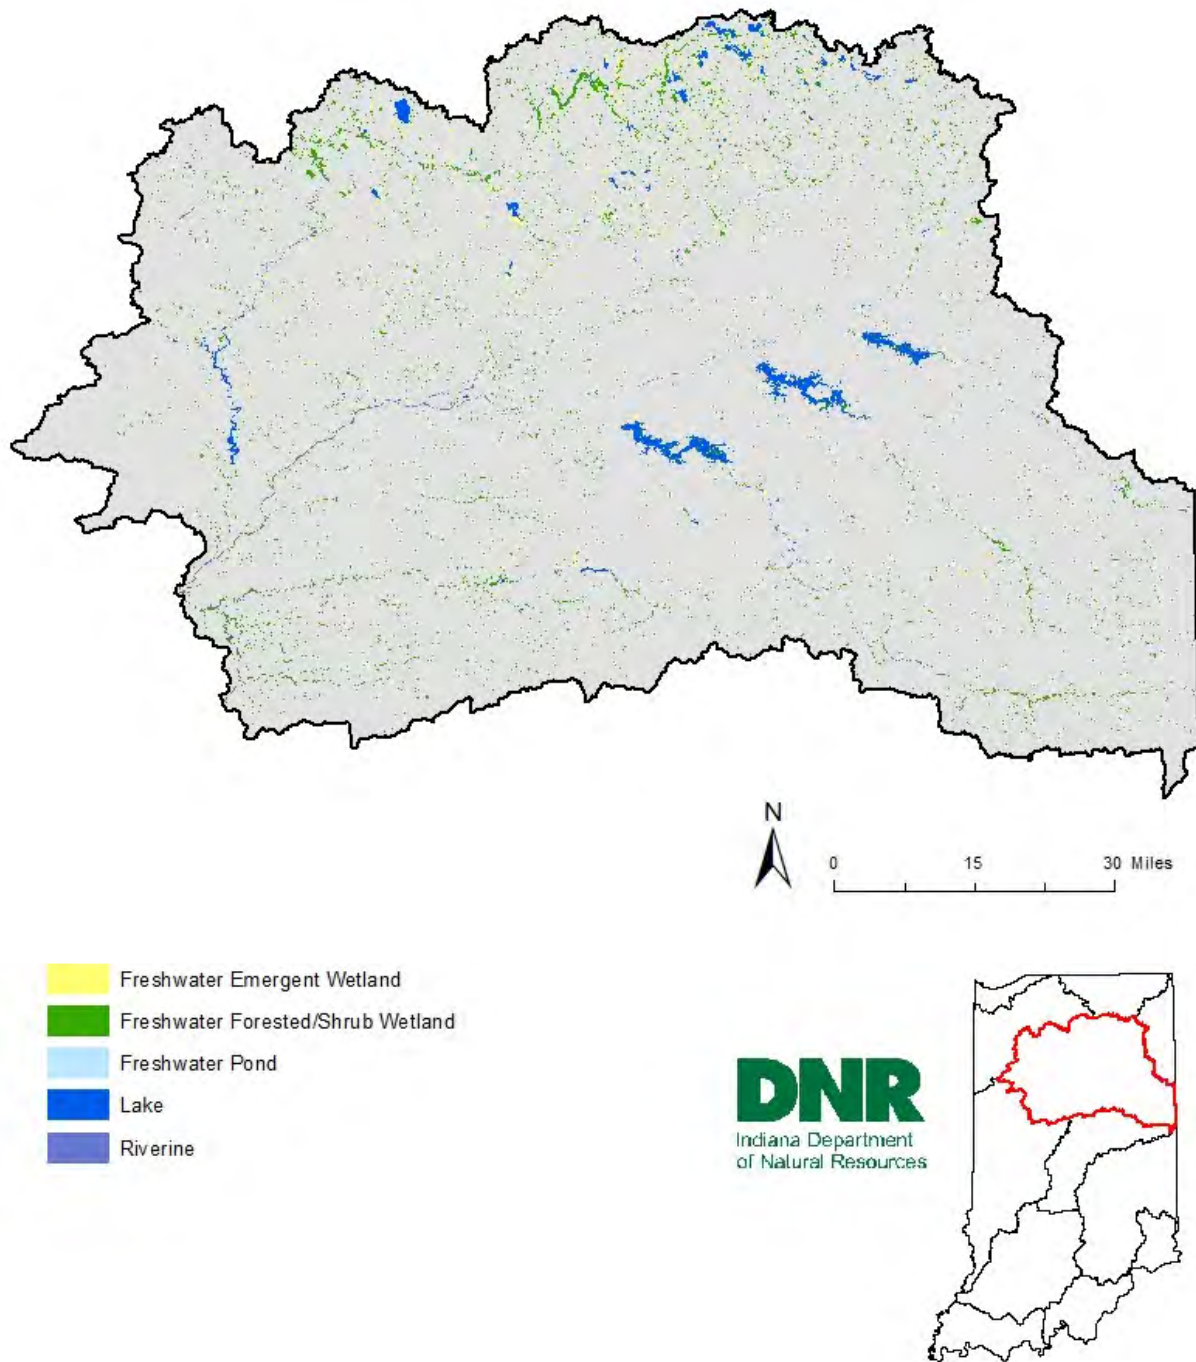 N
0 15 30 Miles
Freshwater Emergent Wetland
Freshwater Forested/Shrub Wetland
Freshwater Pond
Lake
Riverine
DNR
Indiana Department
of Natural Resources